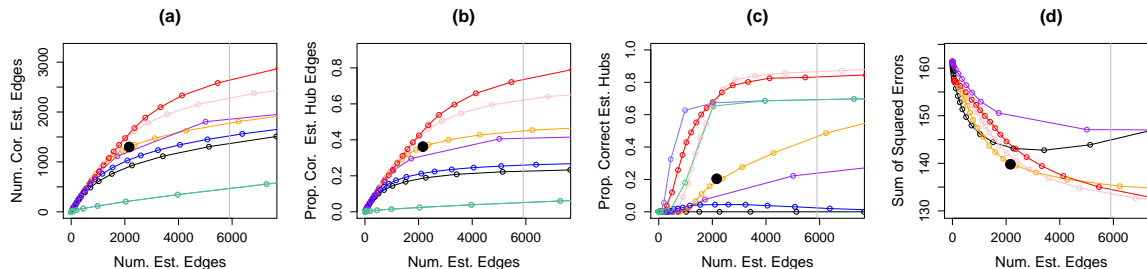 (a)
Num. Cor. Est. Edges
3000
2000
1000
0
0 2000 4000 6000
Num. Est. Edges
(b)
Prop. Cor. Est. Hub Edges
0.8
0.6
0.4
0.2
0.0
0 2000 4000 6000
Num. Est. Edges
(c)
Prop. Correct Est. Hubs
1.0
0.8
0.6
0.4
0.2
0.0
0 2000 4000 6000
Num. Est. Edges
(d)
Sum of Squared Errors
160
150
140
130
0 2000 4000 6000
Num. Est. Edges